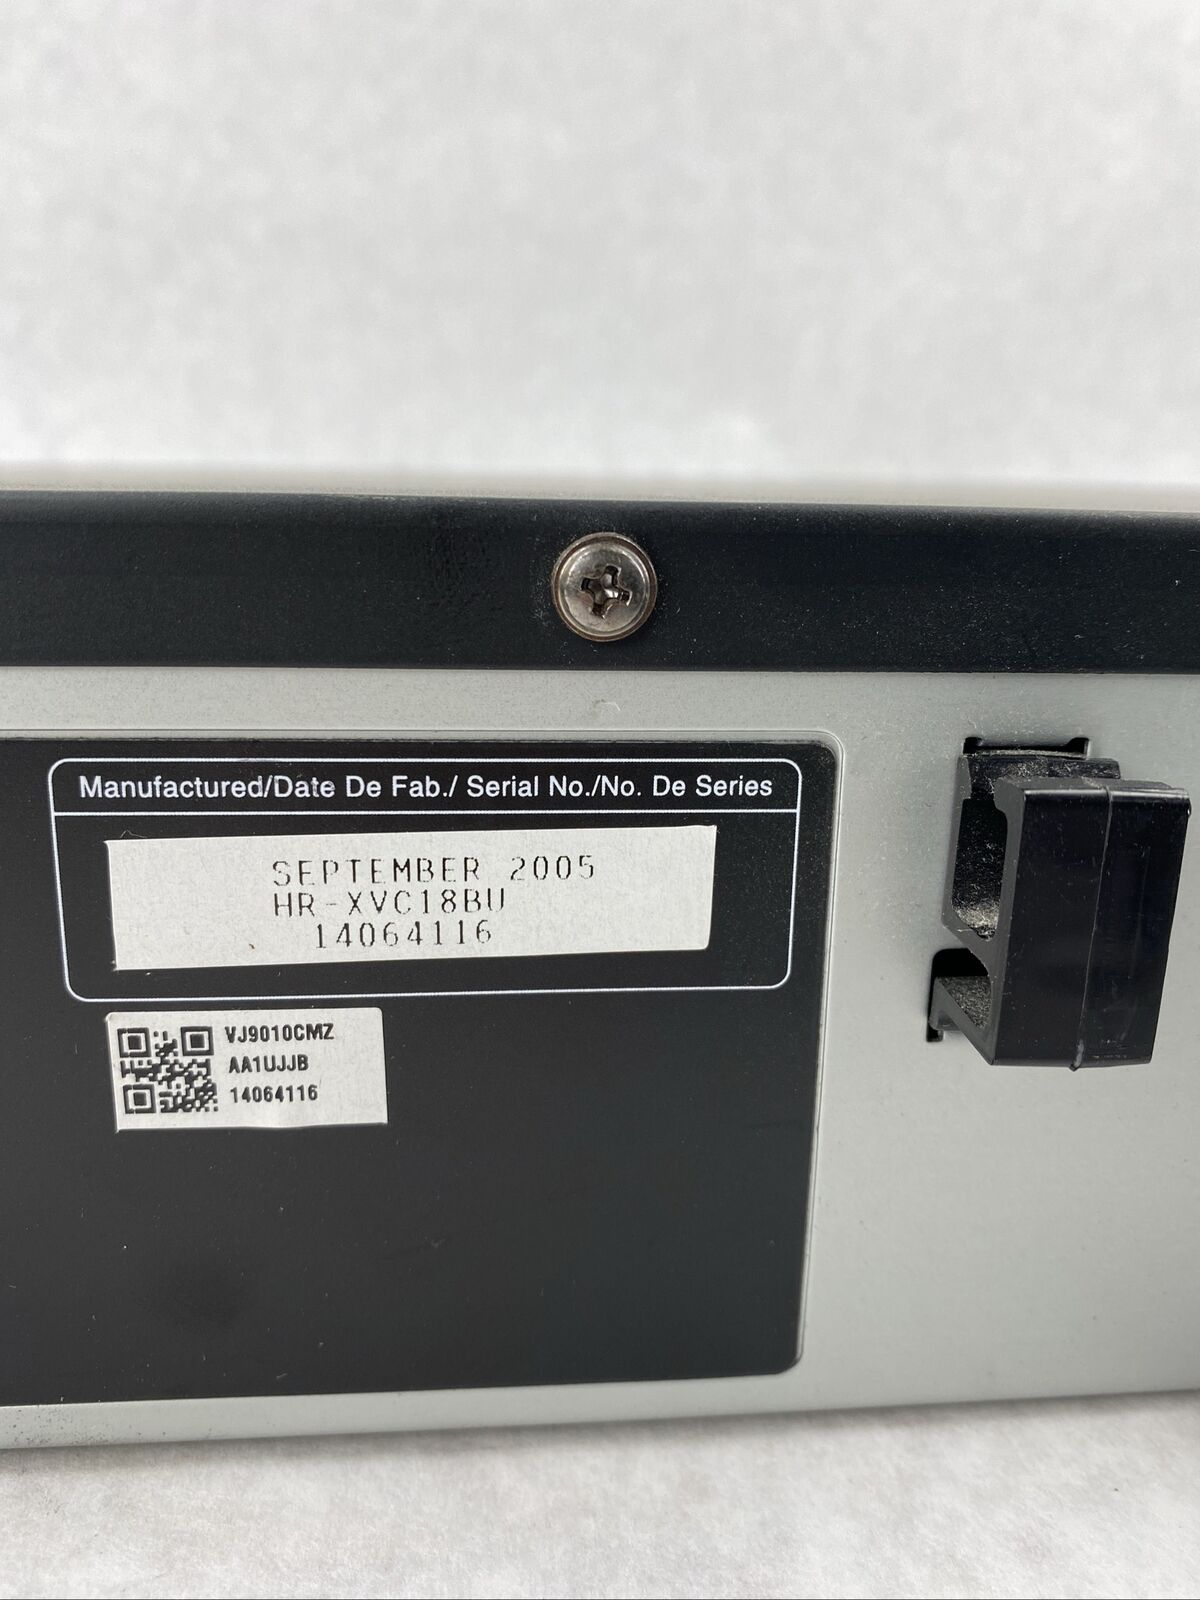 Manufactured/Date De Fab./ Serial No./No. De Series
SEPTEMBER 2005
HR-XVC18BU
14064116
VJ9010CMZ
AA1UJJB
14064116